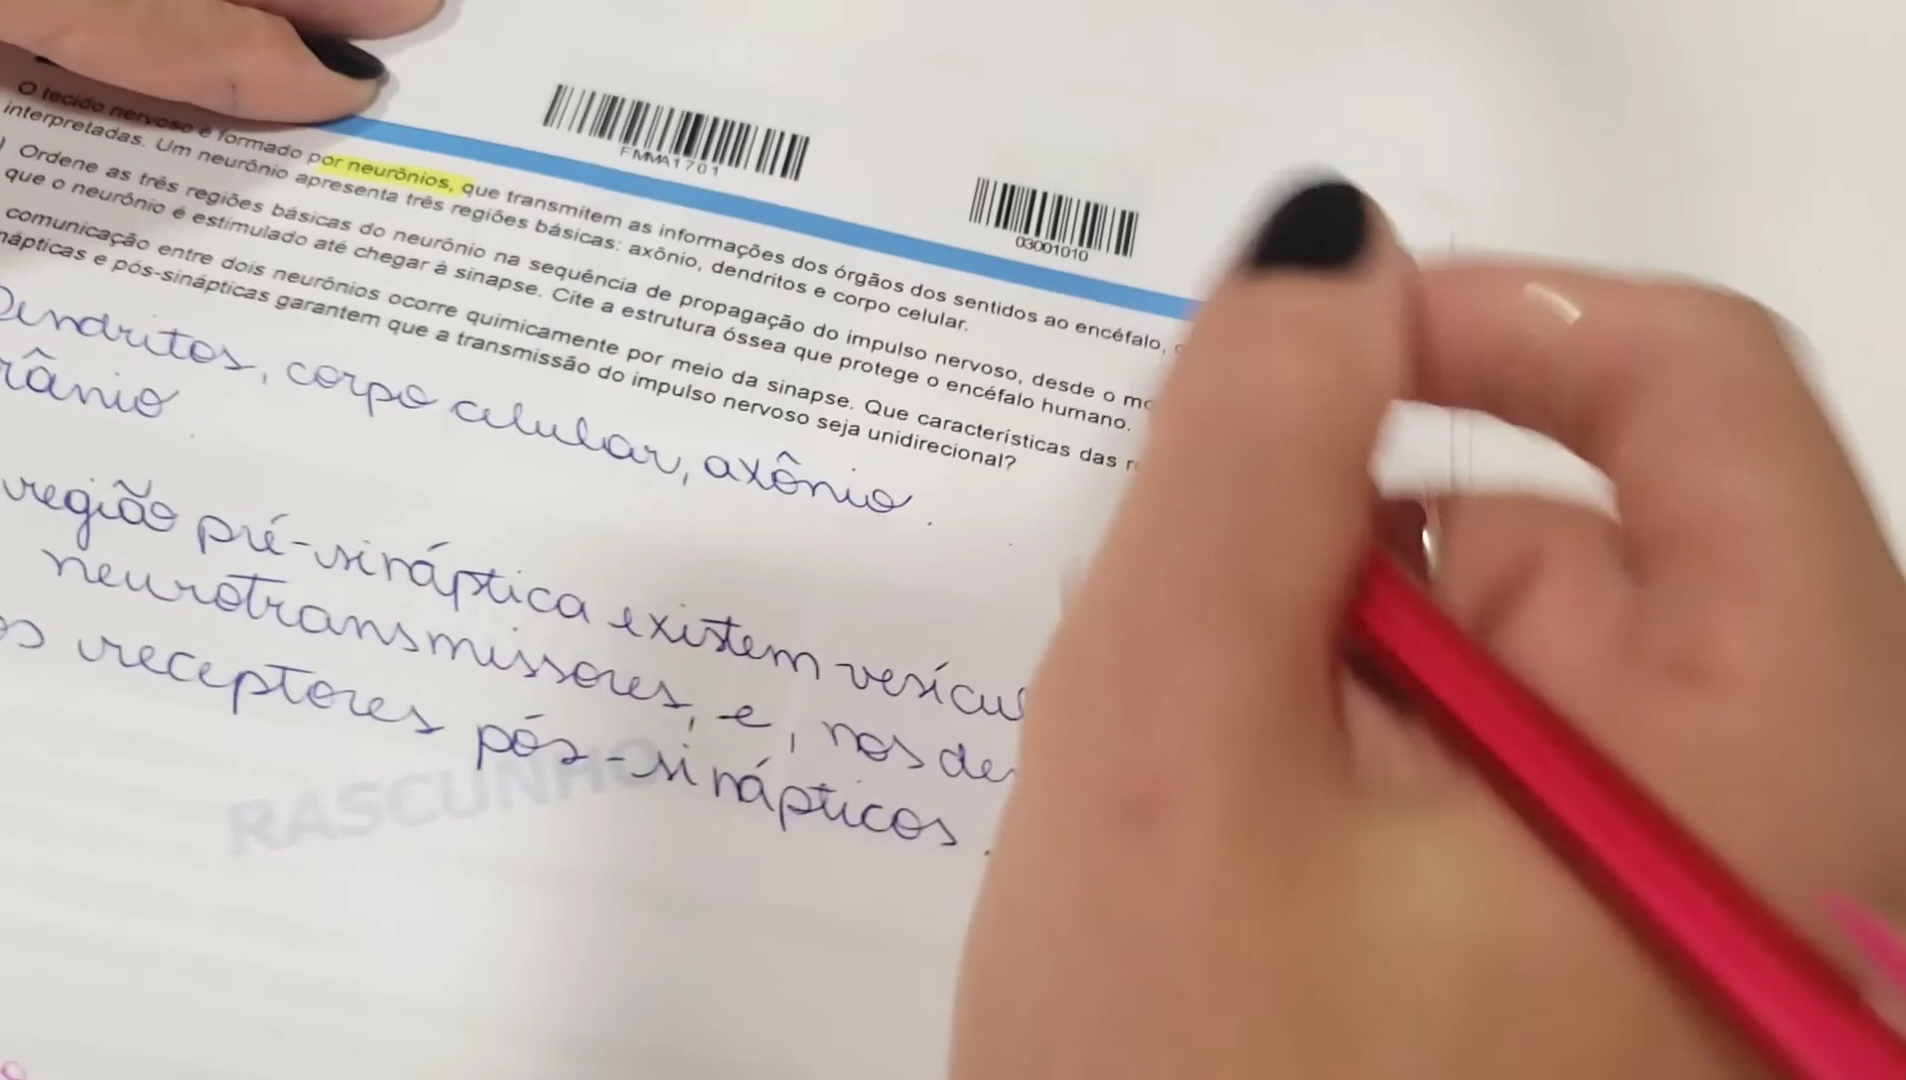 FMMA1701
03001010
O tecido nervoso é formado por neurônios, que transmitem as informações dos órgãos dos sentidos ao encéfalo,
interpretadas. Um neurônio apresenta três regiões básicas: axônio, dendritos e corpo celular.
Ordene as três regiões básicas do neurônio na sequência de propagação do impulso nervoso, desde o
que o neurônio é estimulado até chegar à sinapse. Cite a estrutura óssea que protege o encéfalo humano.
comunicação entre dois neurônios ocorre quimicamente por meio da sinapse. Que características das
e pós-sinápticas garantem que a transmissão do impulso nervoso seja unidirecional?
Dendritos, corpo celular, axônio.
região pré-sináptica existem
neurotransmissores, e, nos
receptores pós-sinápticos.
RASCUNHO